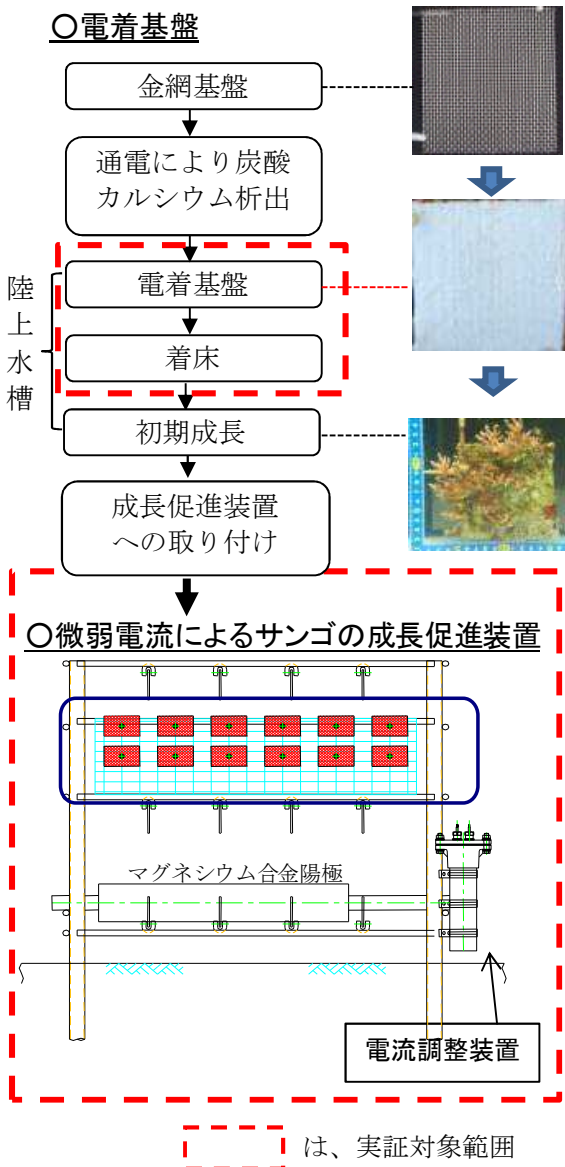 〇電着基盤
金網基盤
通電により炭酸
カルシウム析出
陸上水槽
電着基盤
着床
初期成長
成長促進装置
への取り付け
〇微弱電流によるサンゴの成長促進装置
マグネシウム合金陽極
電流調整装置
は、実証対象範囲